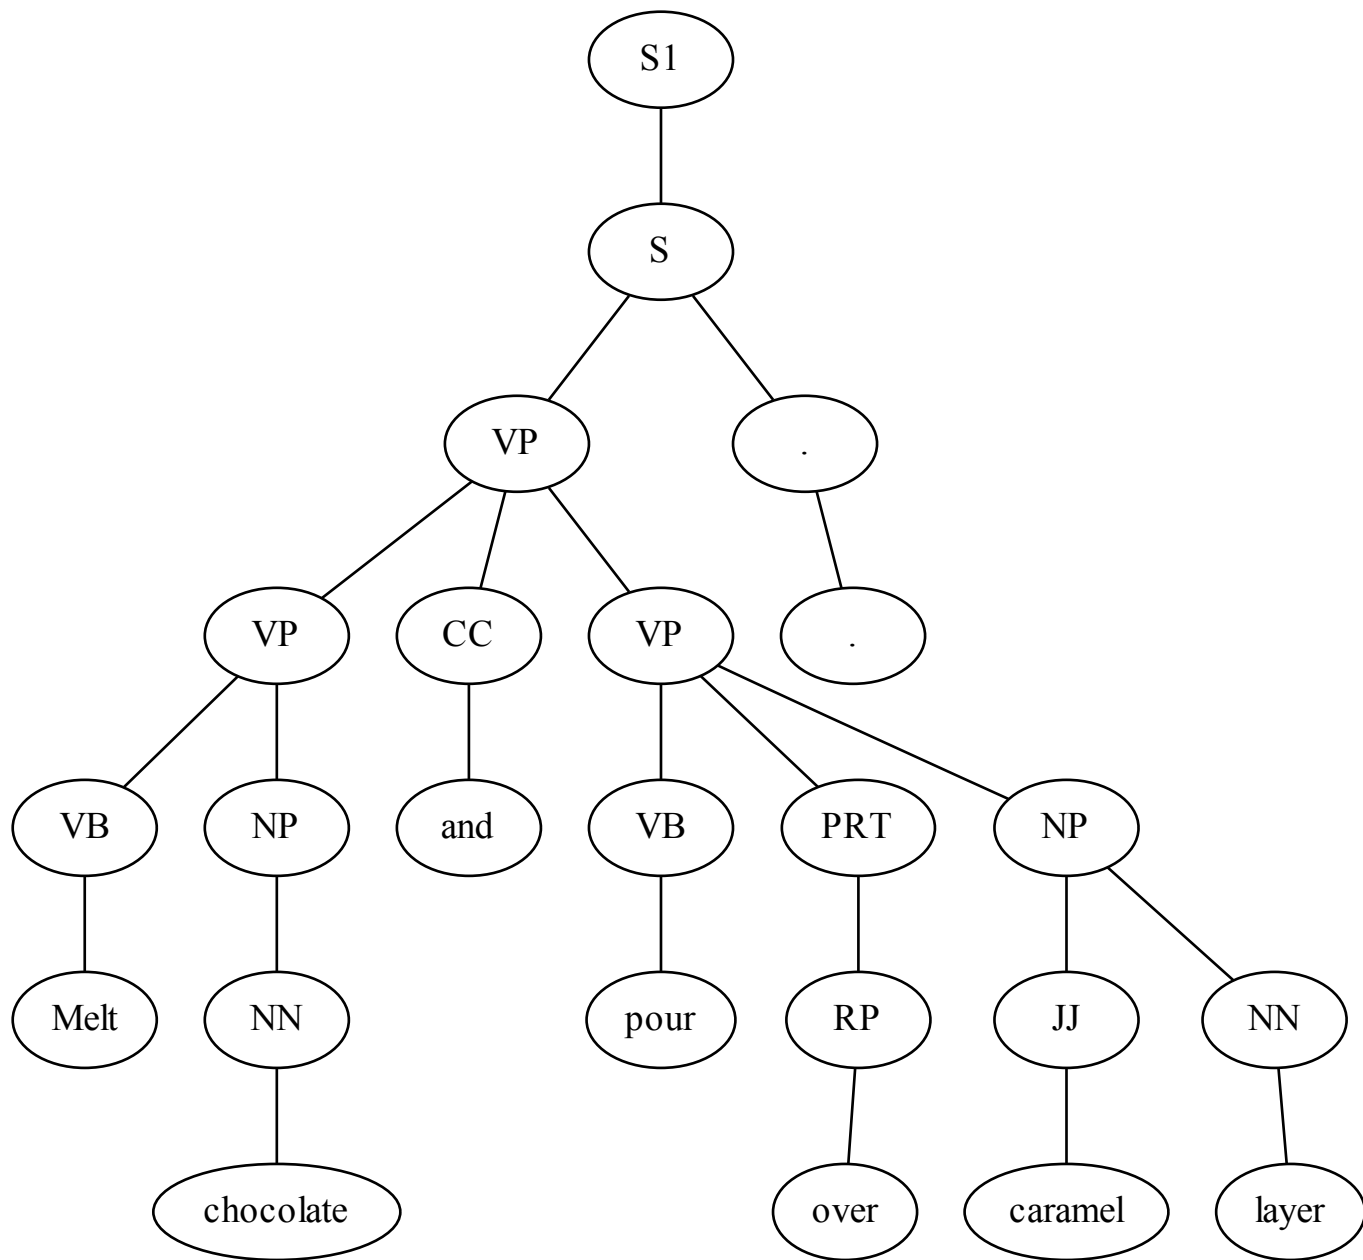 S1
S
VP .
VP CC VP .
VB NP and VB PRT NP
Melt NN pour RP JJ NN
chocolate over caramel layer